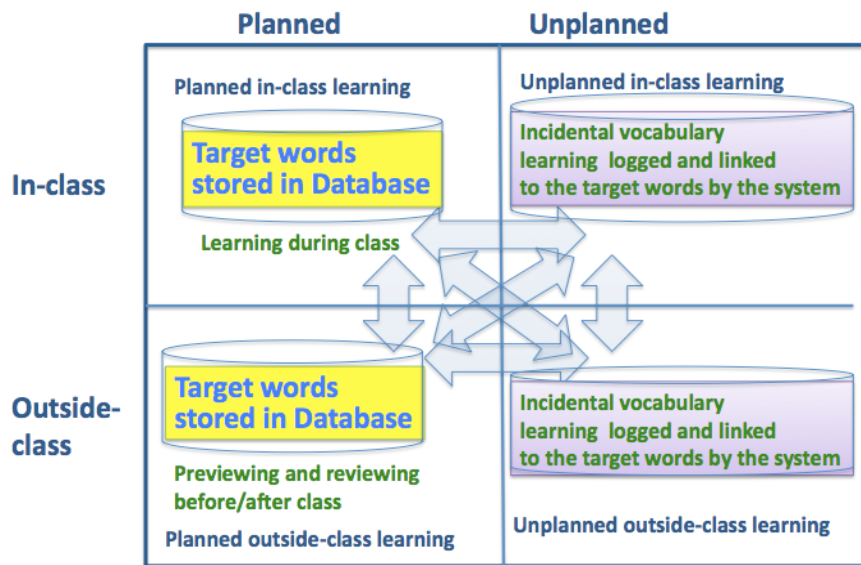 Planned
Unplanned
Planned in-class learning
Unplanned in-class learning
In-class
Target words
stored in Database
Incidental vocabulary
learning logged and linked
to the target words by the system
Learning during class
Outside-
class
Target words
stored in Database
Incidental vocabulary
learning logged and linked
to the target words by the system
Previewing and reviewing
before/after class
Planned outside-class learning
Unplanned outside-class learning